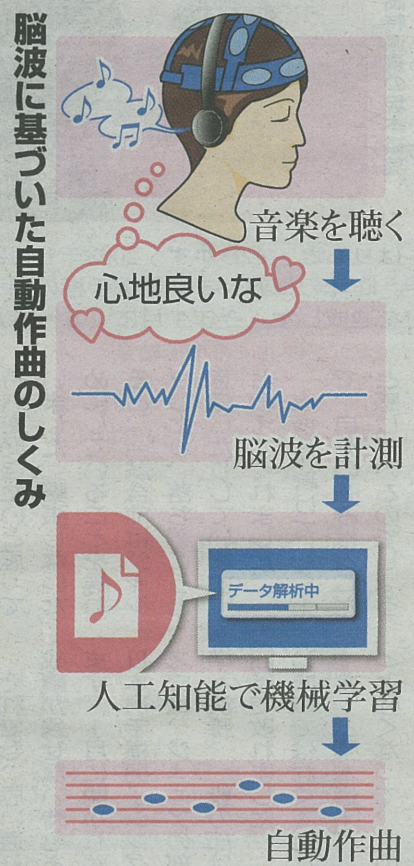 脳波に基づいた自動作曲のしくみ
音楽を聴く
心地良いな
脳波を計測
データ解析中
人工知能で機械学習
自動作曲